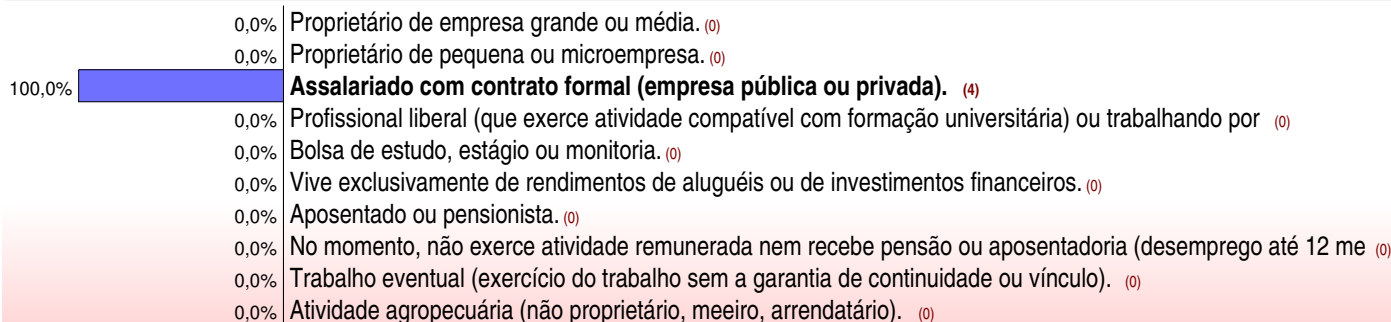 0,0% Proprietário de empresa grande ou média. (0)
0,0% Proprietário de pequena ou microempresa. (0)
100,0% Assalariado com contrato formal (empresa pública ou privada). (4)
0,0% Profissional liberal (que exerce atividade compatível com formação universitária) ou trabalhando por (0)
0,0% Bolsa de estudo, estágio ou monitoria. (0)
0,0% Vive exclusivamente de rendimentos de aluguéis ou de investimentos financeiros. (0)
0,0% Aposentado ou pensionista. (0)
0,0% No momento, não exerce atividade remunerada nem recebe pensão ou aposentadoria (desemprego até 12 me (0)
0,0% Trabalho eventual (exercício do trabalho sem a garantia de continuidade ou vínculo). (0)
0,0% Atividade agropecuária (não proprietário, meeiro, arrendatário). (0)